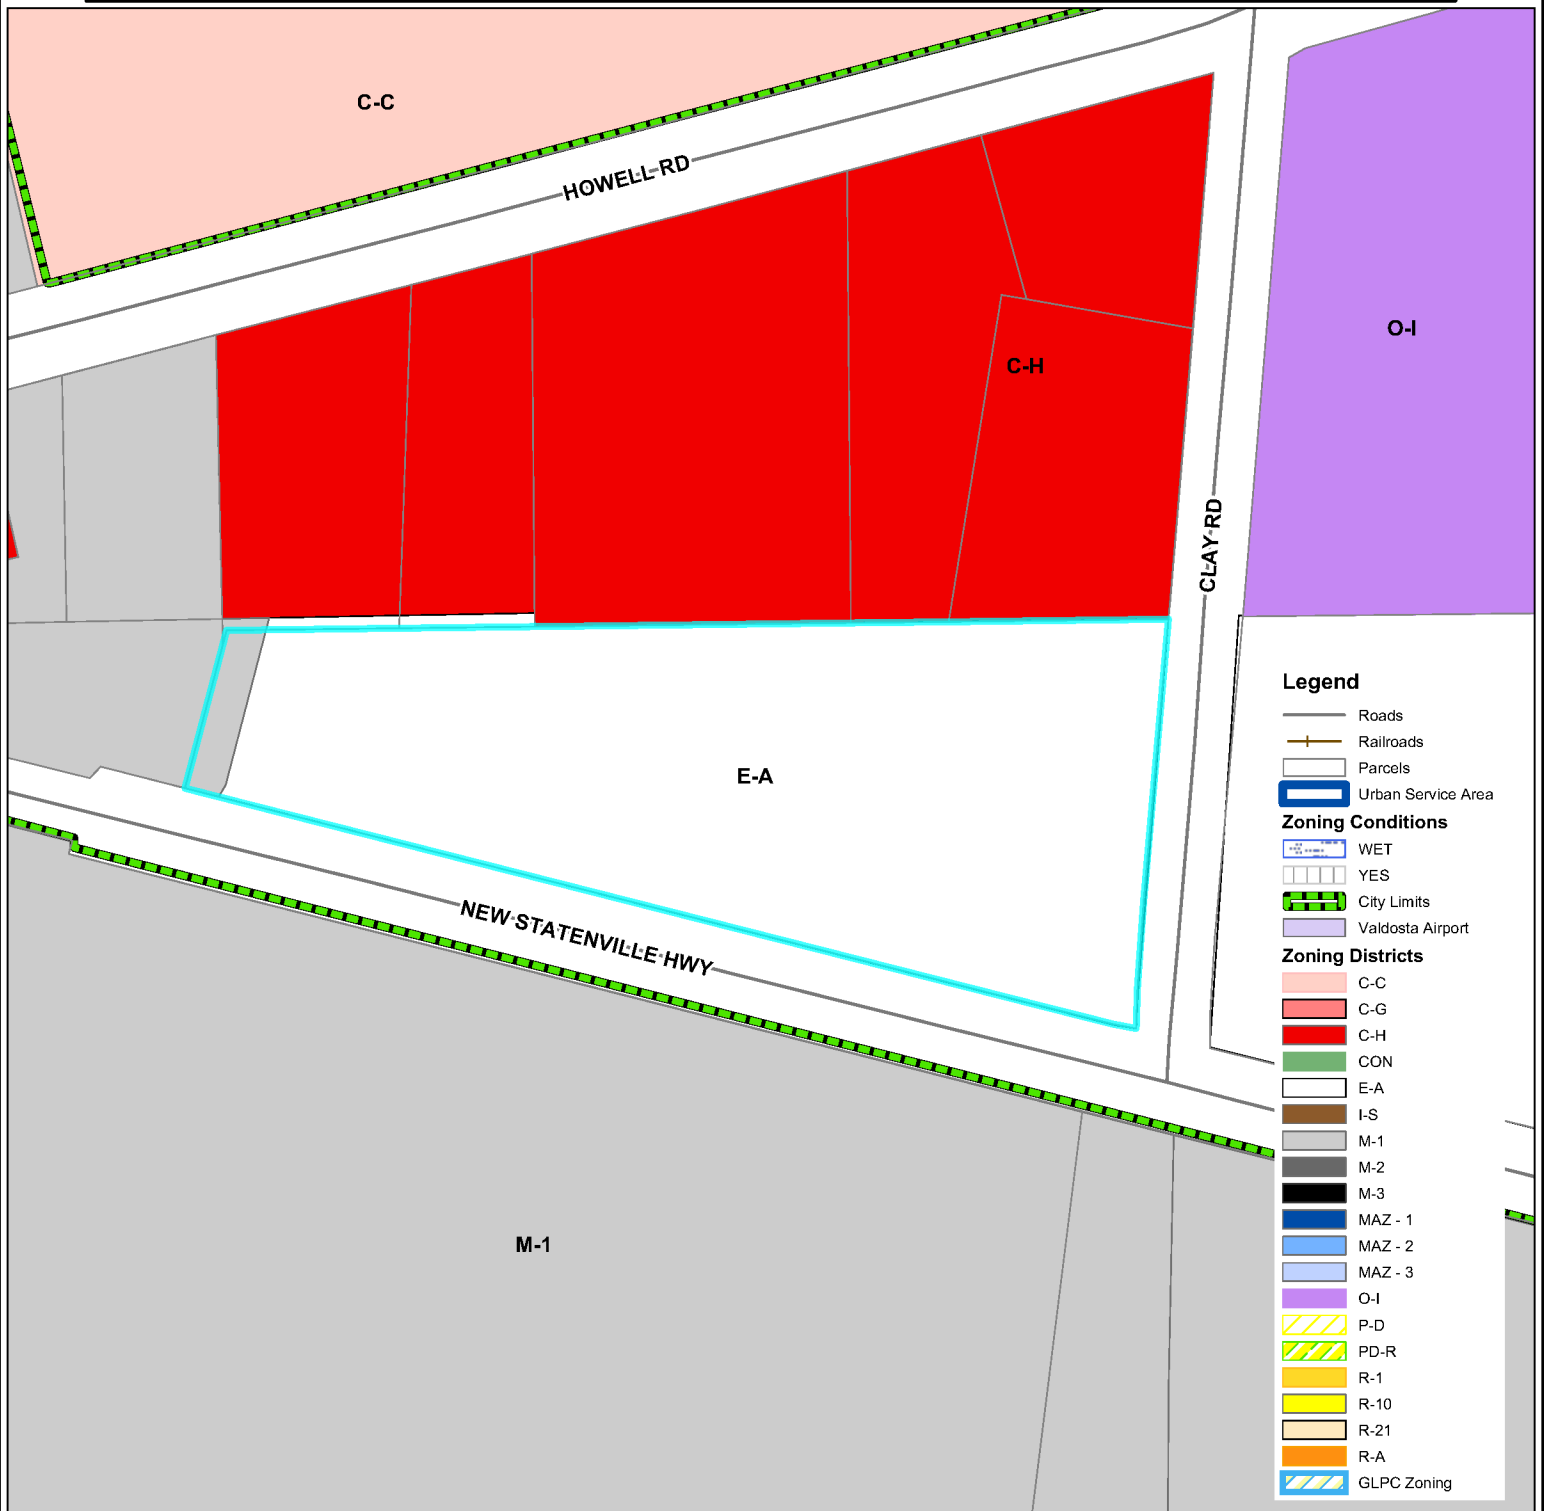 C-C
HOWELL RD
O-I
C-H
CLAY RD
E-A
NEW STATENVILLE HWY
M-1
Legend
Roads
Railroads
Parcels
Urban Service Area
Zoning Conditions
WET
YES
City Limits
Valdosta Airport
Zoning Districts
C-C
C-G
C-H
CON
E-A
I-S
M-1
M-2
M-3
MAZ - 1
MAZ - 2
MAZ - 3
O-I
P-D
PD-R
R-1
R-10
R-21
R-A
GLPC Zoning